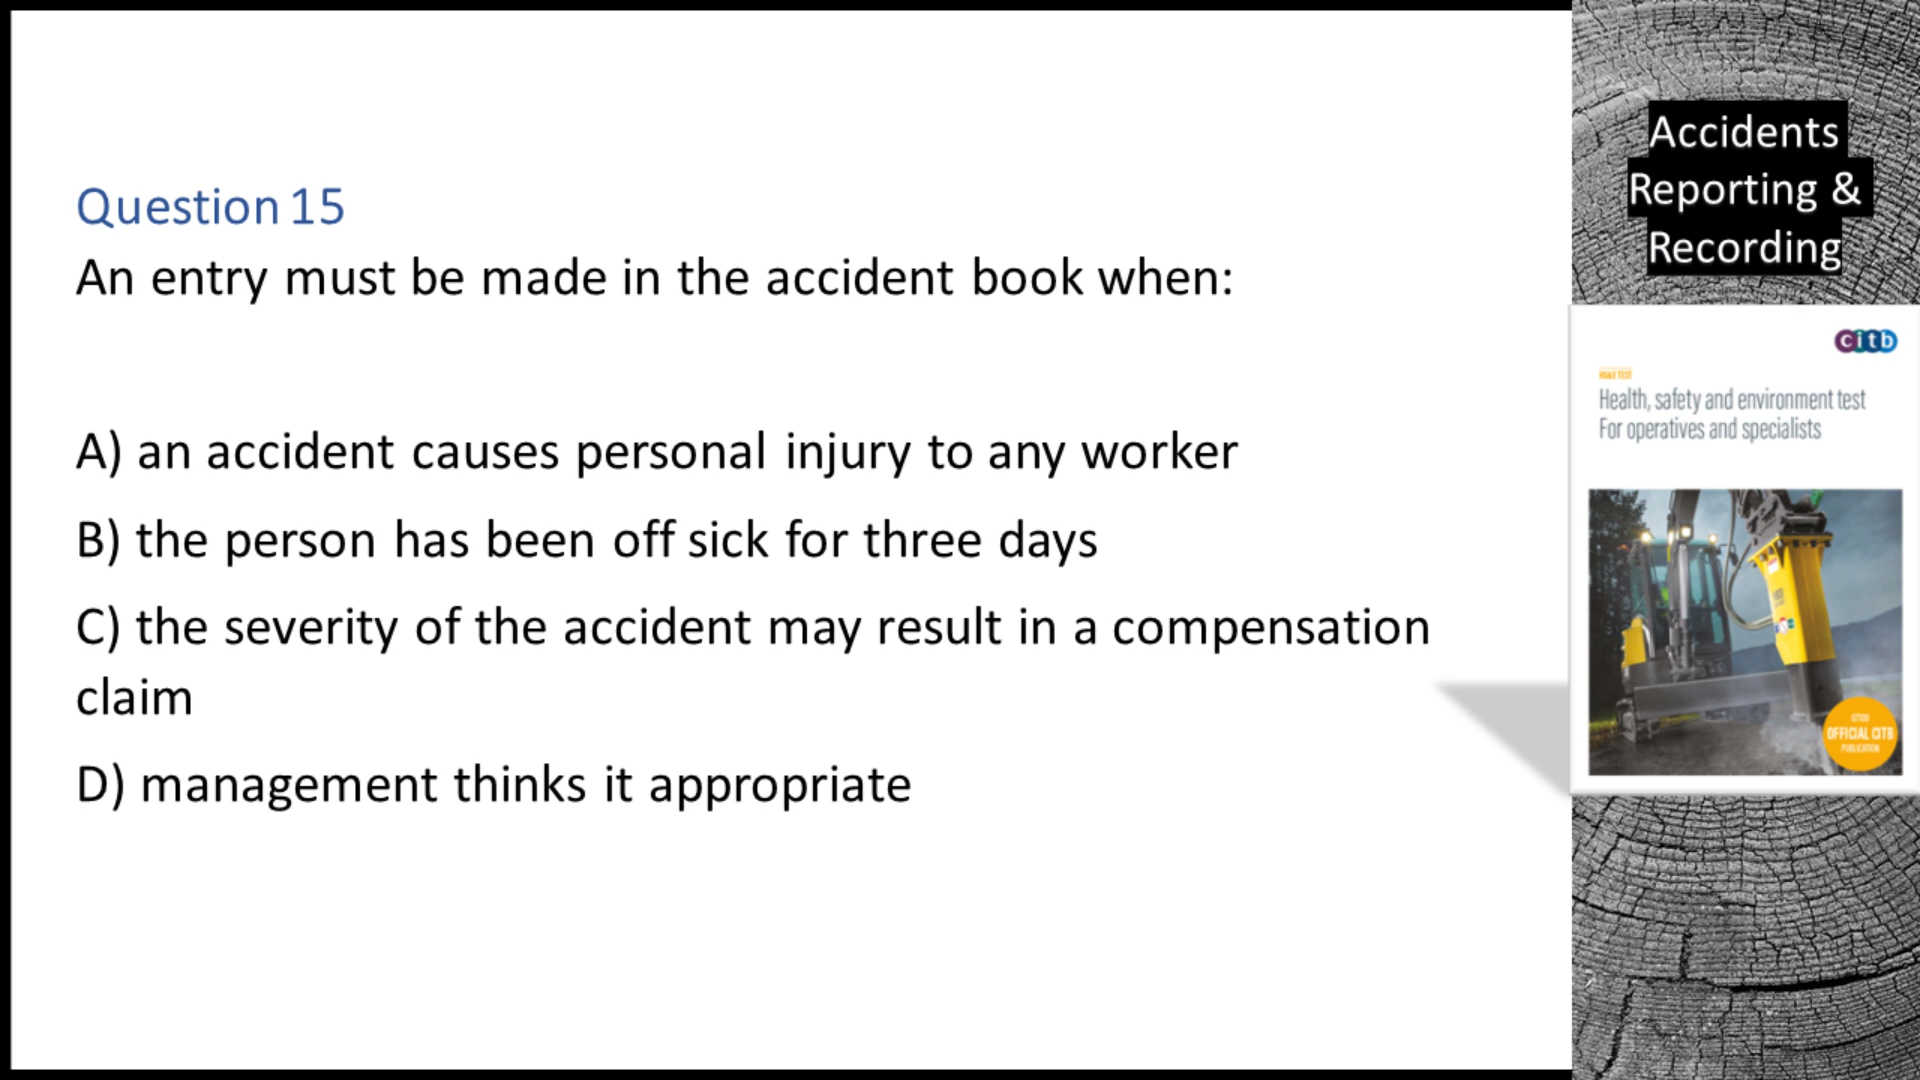 Question 15
An entry must be made in the accident book when:
A) an accident causes personal injury to any worker
B) the person has been off sick for three days
C) the severity of the accident may result in a compensation
claim
D) management thinks it appropriate
Accidents
Reporting &
Recording
citb
HS&E TEST
Health, safety and environment test
For operatives and specialists
OFFICIAL CITB
PUBLICATION